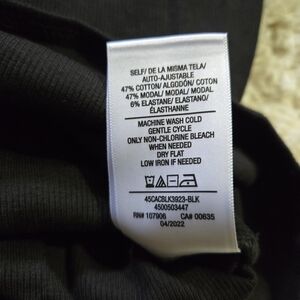 SELF/ DE LA MISMA TELA/
AUTO-AJUSTABLE
47% COTTON/ ALGODÓN/ COTON
47% MODAL/ MODAL/ MODAL
6% ELASTANE/ ELASTANO/
ÉLASTHANNE
MACHINE WASH COLD
GENTLE CYCLE
ONLY NON-CHLORINE BLEACH
WHEN NEEDED
DRY FLAT
LOW IRON IF NEEDED
45CACBLK3923-BLK
4500503447
RN# 107906 CA# 00635
04/2022